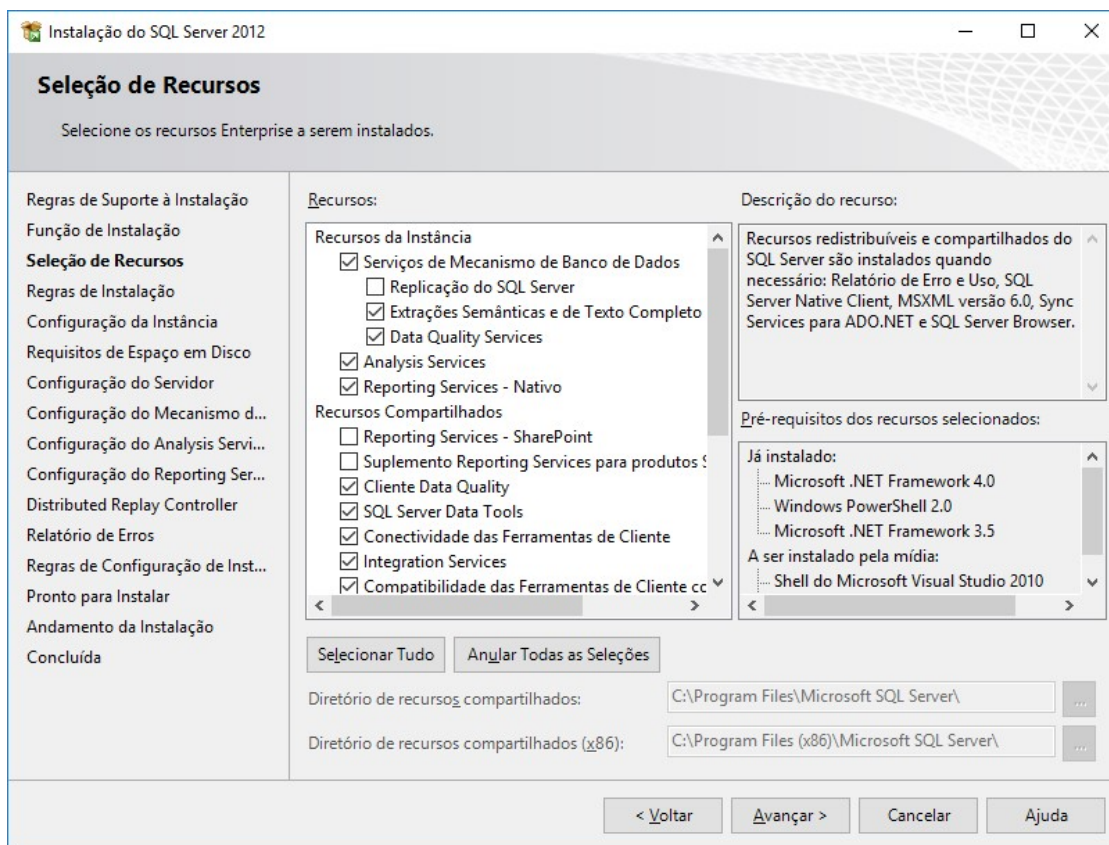 Instalação do SQL Server 2012
Seleção de Recursos
Selecione os recursos Enterprise a serem instalados.
Regras de Suporte à Instalação
Função de Instalação
Seleção de Recursos
Regras de Instalação
Configuração da Instância
Requisitos de Espaço em Disco
Configuração do Servidor
Configuração do Mecanismo d...
Configuração do Analysis Servi...
Configuração do Reporting Ser...
Distributed Replay Controller
Relatório de Erros
Regras de Configuração de Inst...
Pronto para Instalar
Andamento da Instalação
Concluída
Recursos:
Recursos da Instância
Serviços de Mecanismo de Banco de Dados
Replicação do SQL Server
Extrações Semânticas e de Texto Completo
Data Quality Services
Analysis Services
Reporting Services - Nativo
Recursos Compartilhados
Reporting Services - SharePoint
Suplemento Reporting Services para produtos S
Cliente Data Quality
SQL Server Data Tools
Conectividade das Ferramentas de Cliente
Integration Services
Compatibilidade das Ferramentas de Cliente cc
Descrição do recurso:
Recursos redistribuíveis e compartilhados do
SQL Server são instalados quando
necessário: Relatório de Erro e Uso, SQL
Server Native Client, MSXML versão 6.0, Sync
Services para ADO.NET e SQL Server Browser.
Pré-requisitos dos recursos selecionados:
Já instalado:
Microsoft .NET Framework 4.0
Windows PowerShell 2.0
Microsoft .NET Framework 3.5
A ser instalado pela mídia:
Shell do Microsoft Visual Studio 2010
Selecionar Tudo
Anular Todas as Seleções
Diretório de recursos compartilhados:
C:\Program Files\Microsoft SQL Server\
...
Diretório de recursos compartilhados (x86):
C:\Program Files (x86)\Microsoft SQL Server\
...
< Voltar
Avançar >
Cancelar
Ajuda